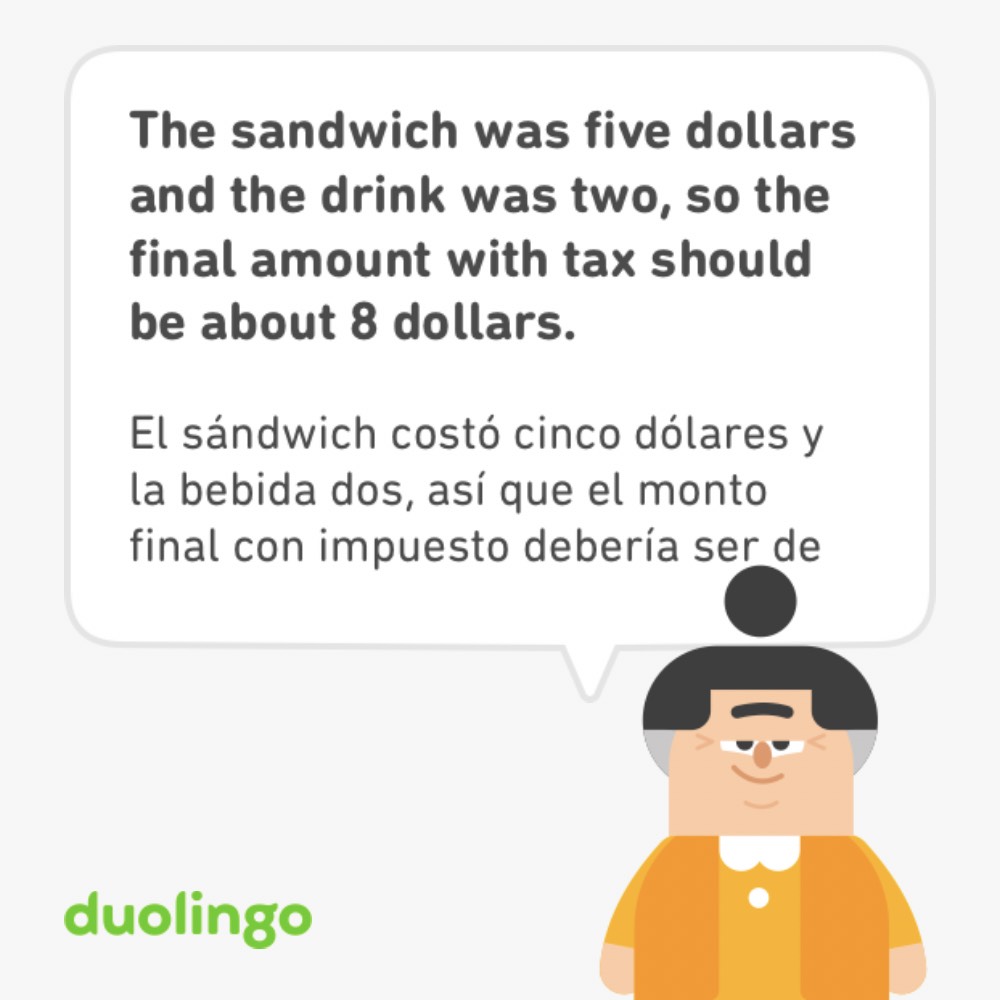 The sandwich was five dollars
and the drink was two, so the
final amount with tax should
be about 8 dollars.
El sándwich costó cinco dólares y
la bebida dos, así que el monto
final con impuesto debería ser de
duolingo